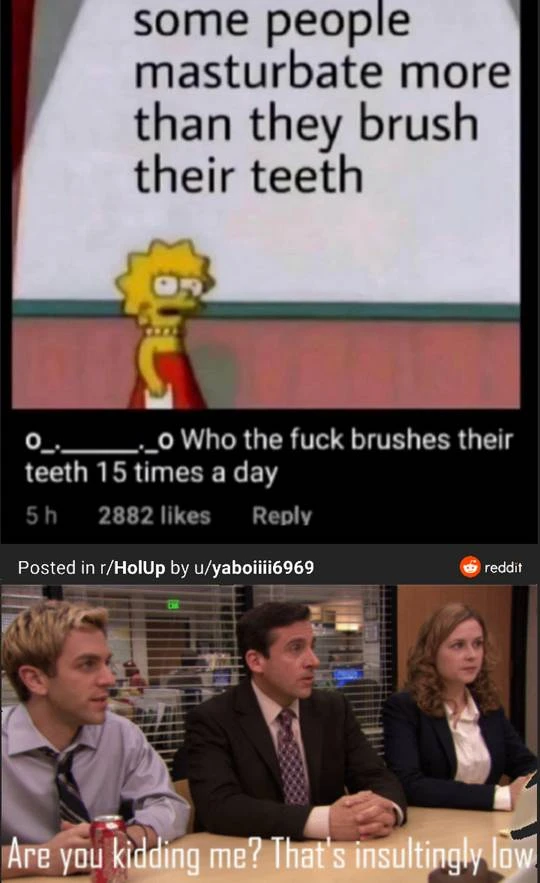 some people
masturbate more
than they brush
their teeth
o_.______._o Who the fuck brushes their
teeth 15 times a day
5 h 2882 likes Reply
Posted in r/HolUp by u/yaboiiii6969 reddit
Are you kidding me? That's insultingly low